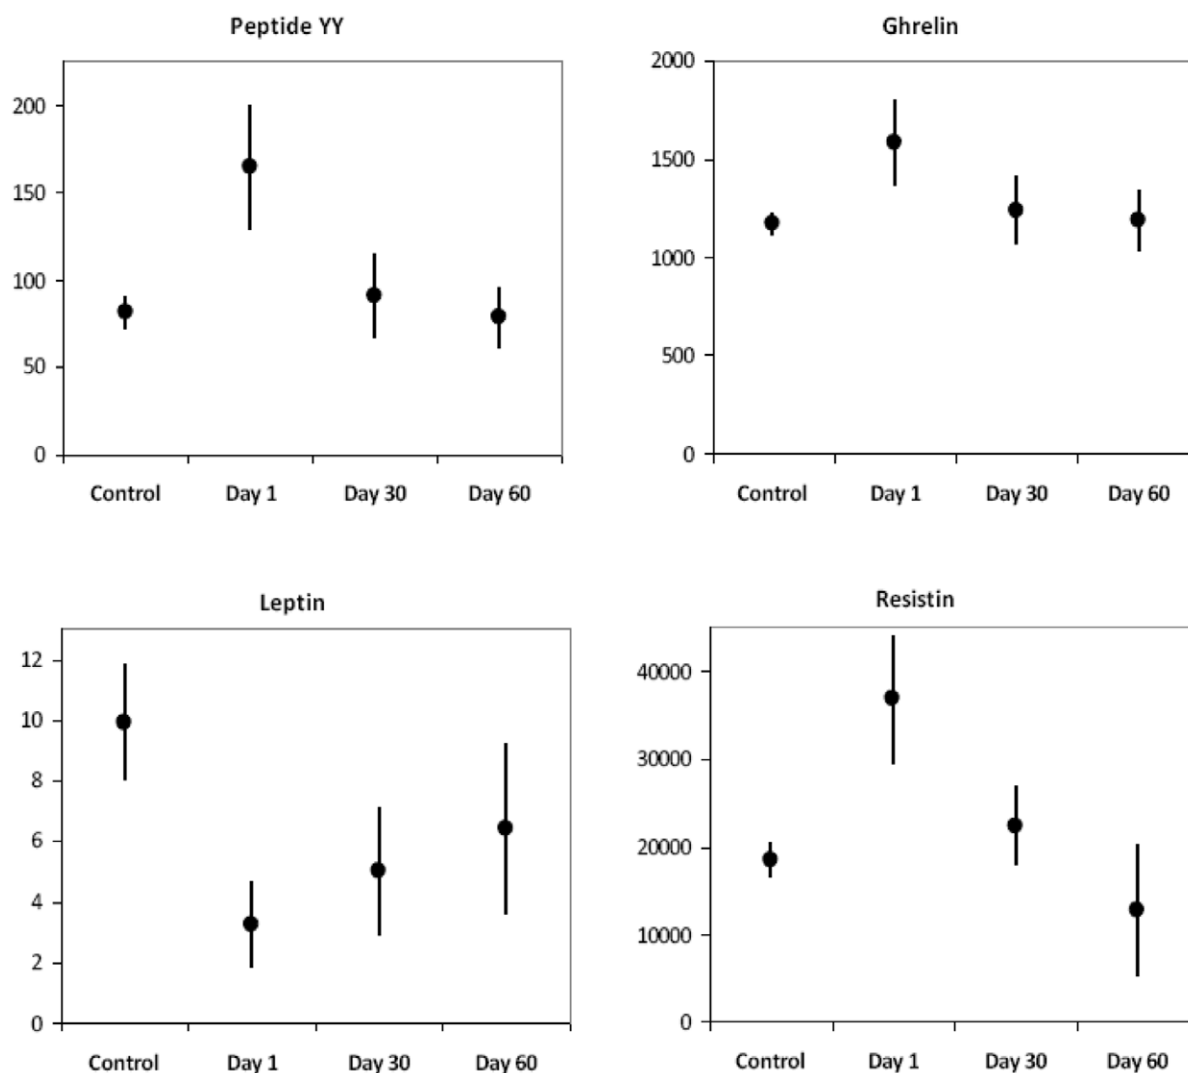 Peptide YY
200
150
100
50
0
Control Day 1 Day 30 Day 60
Ghrelin
2000
1500
1000
500
0
Control Day 1 Day 30 Day 60
Leptin
12
10
8
6
4
2
0
Control Day 1 Day 30 Day 60
Resistin
40000
30000
20000
10000
0
Control Day 1 Day 30 Day 60